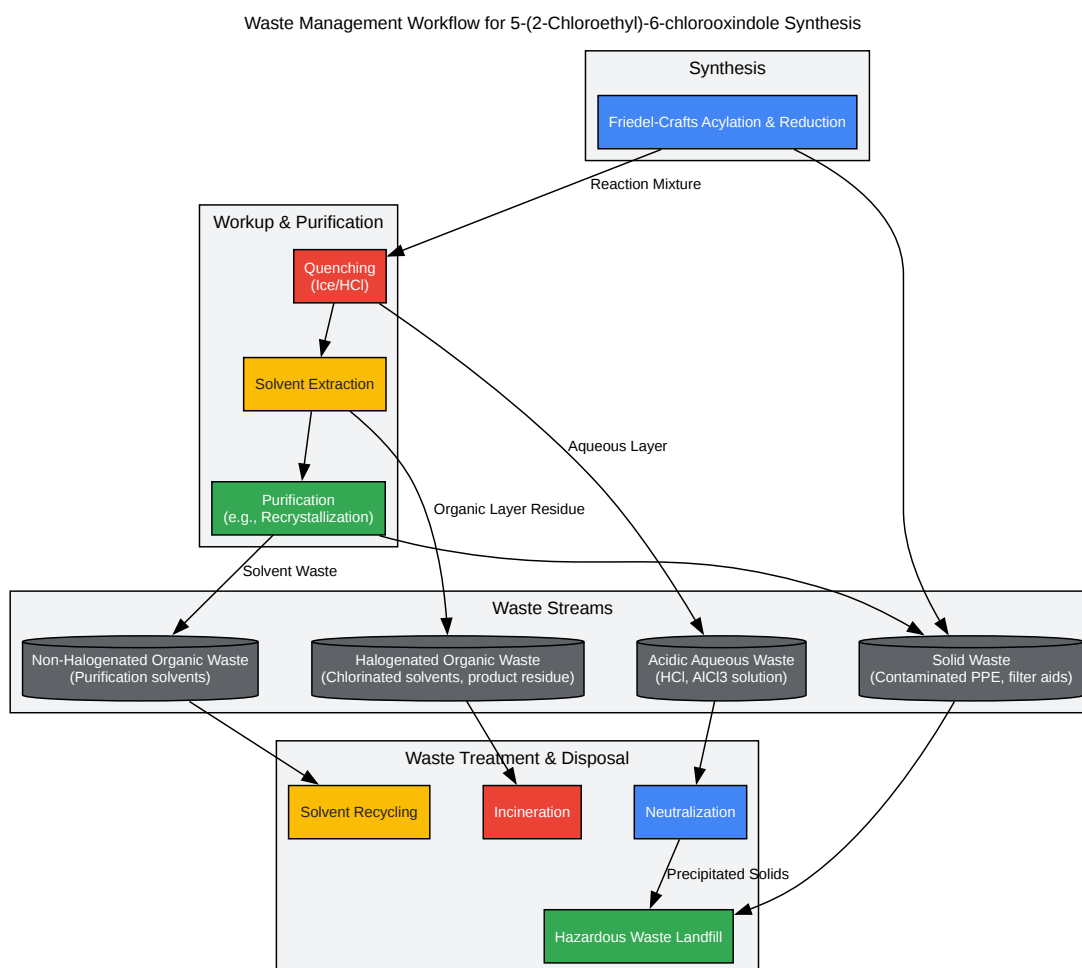 Waste Management Workflow for 5-(2-Chloroethyl)-6-chlorooxindole Synthesis
Synthesis
Friedel-Crafts Acylation & Reduction
Reaction Mixture
Workup & Purification
Quenching
(Ice/HCl)
Solvent Extraction
Aqueous Layer
Purification
(e.g., Recrystallization)
Organic Layer Residue
Solvent Waste
Waste Streams
Non-Halogenated Organic Waste
(Purification solvents)
Halogenated Organic Waste
(Chlorinated solvents, product residue)
Acidic Aqueous Waste
(HCl, AlCl3 solution)
Solid Waste
(Contaminated PPE, filter aids)
Waste Treatment & Disposal
Solvent Recycling
Incineration
Neutralization
Precipitated Solids
Hazardous Waste Landfill